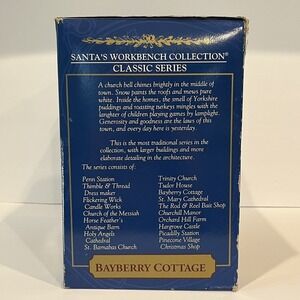 SANTA'S WORKBENCH COLLECTION®
CLASSIC SERIES
A church bell chimes brightly in the middle of
town. Snow paints the roofs and mews pure
white. Inside the homes, the smell of Yorkshire
puddings and roasting turkeys mingles with the
laughter of children playing games by lamplight.
Generosity and goodness are the laws of this
town, and every day here is yesterday.
This is the most traditional series in the
collection, with larger buildings and more
elaborate detailing in the architecture.
The series consists of:
Penn Station
Thimble & Thread
Dress maker
Flickering Wick
Candle Works
Church of the Messiah
Horse Feather's
Antique Barn
Holy Angels
Cathedral
St. Barnabas Church
Trinity Church
Tudor House
Bayberry Cottage
St. Mary Cathedral
The Rod & Reel Bait Shop
Churchill Manor
Orchard Hill Farm
Hargrove Castle
Picadilly Station
Pinecone Village
Christmas Shop
BAYBERRY COTTAGE